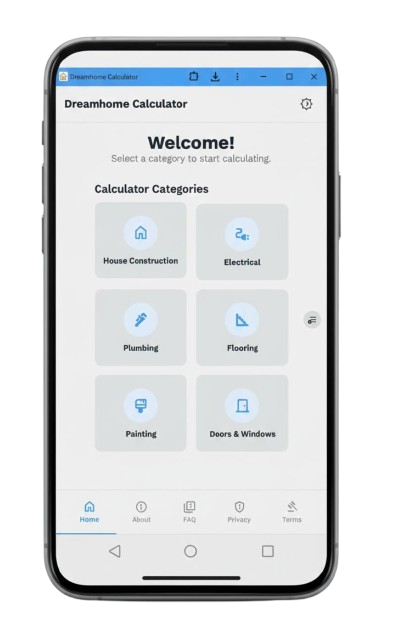 Dreamhome Calculator
Dreamhome Calculator
Welcome!
Select a category to start calculating.
Calculator Categories
House Construction
Electrical
Plumbing
Flooring
Painting
Doors & Windows
Home
About
FAQ
Privacy
Terms